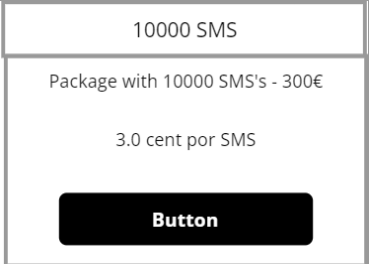 10000 SMS
Package with 10000 SMS's - 300€
3.0 cent por SMS
Button